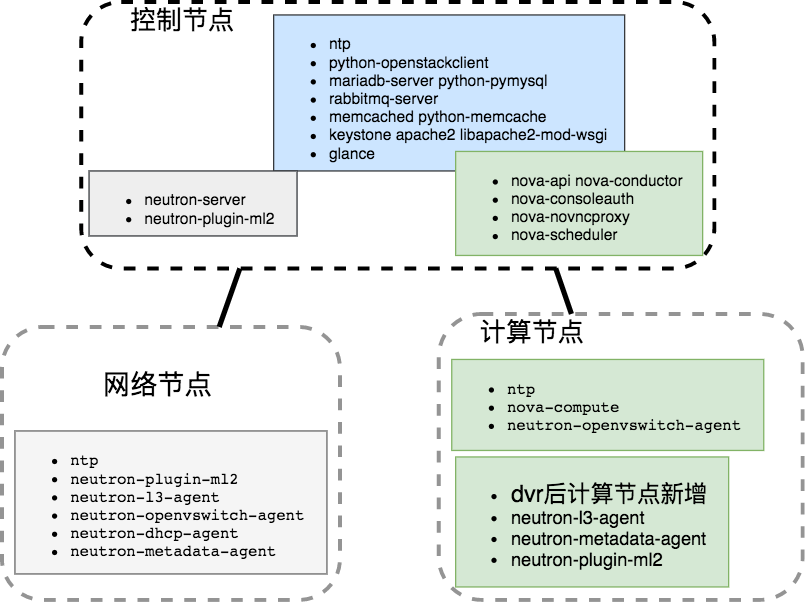 控制节点
ntp
python-openstackclient
mariadb-server python-pymysql
rabbitmq-server
memcached python-memcache
keystone apache2 libapache2-mod-wsgi
glance
neutron-server
neutron-plugin-ml2
nova-api nova-conductor
nova-consoleauth
nova-novncproxy
nova-scheduler
网络节点
ntp
neutron-plugin-ml2
neutron-l3-agent
neutron-openvswitch-agent
neutron-dhcp-agent
neutron-metadata-agent
计算节点
ntp
nova-compute
neutron-openvswitch-agent
dvr后计算节点新增
neutron-l3-agent
neutron-metadata-agent
neutron-plugin-ml2